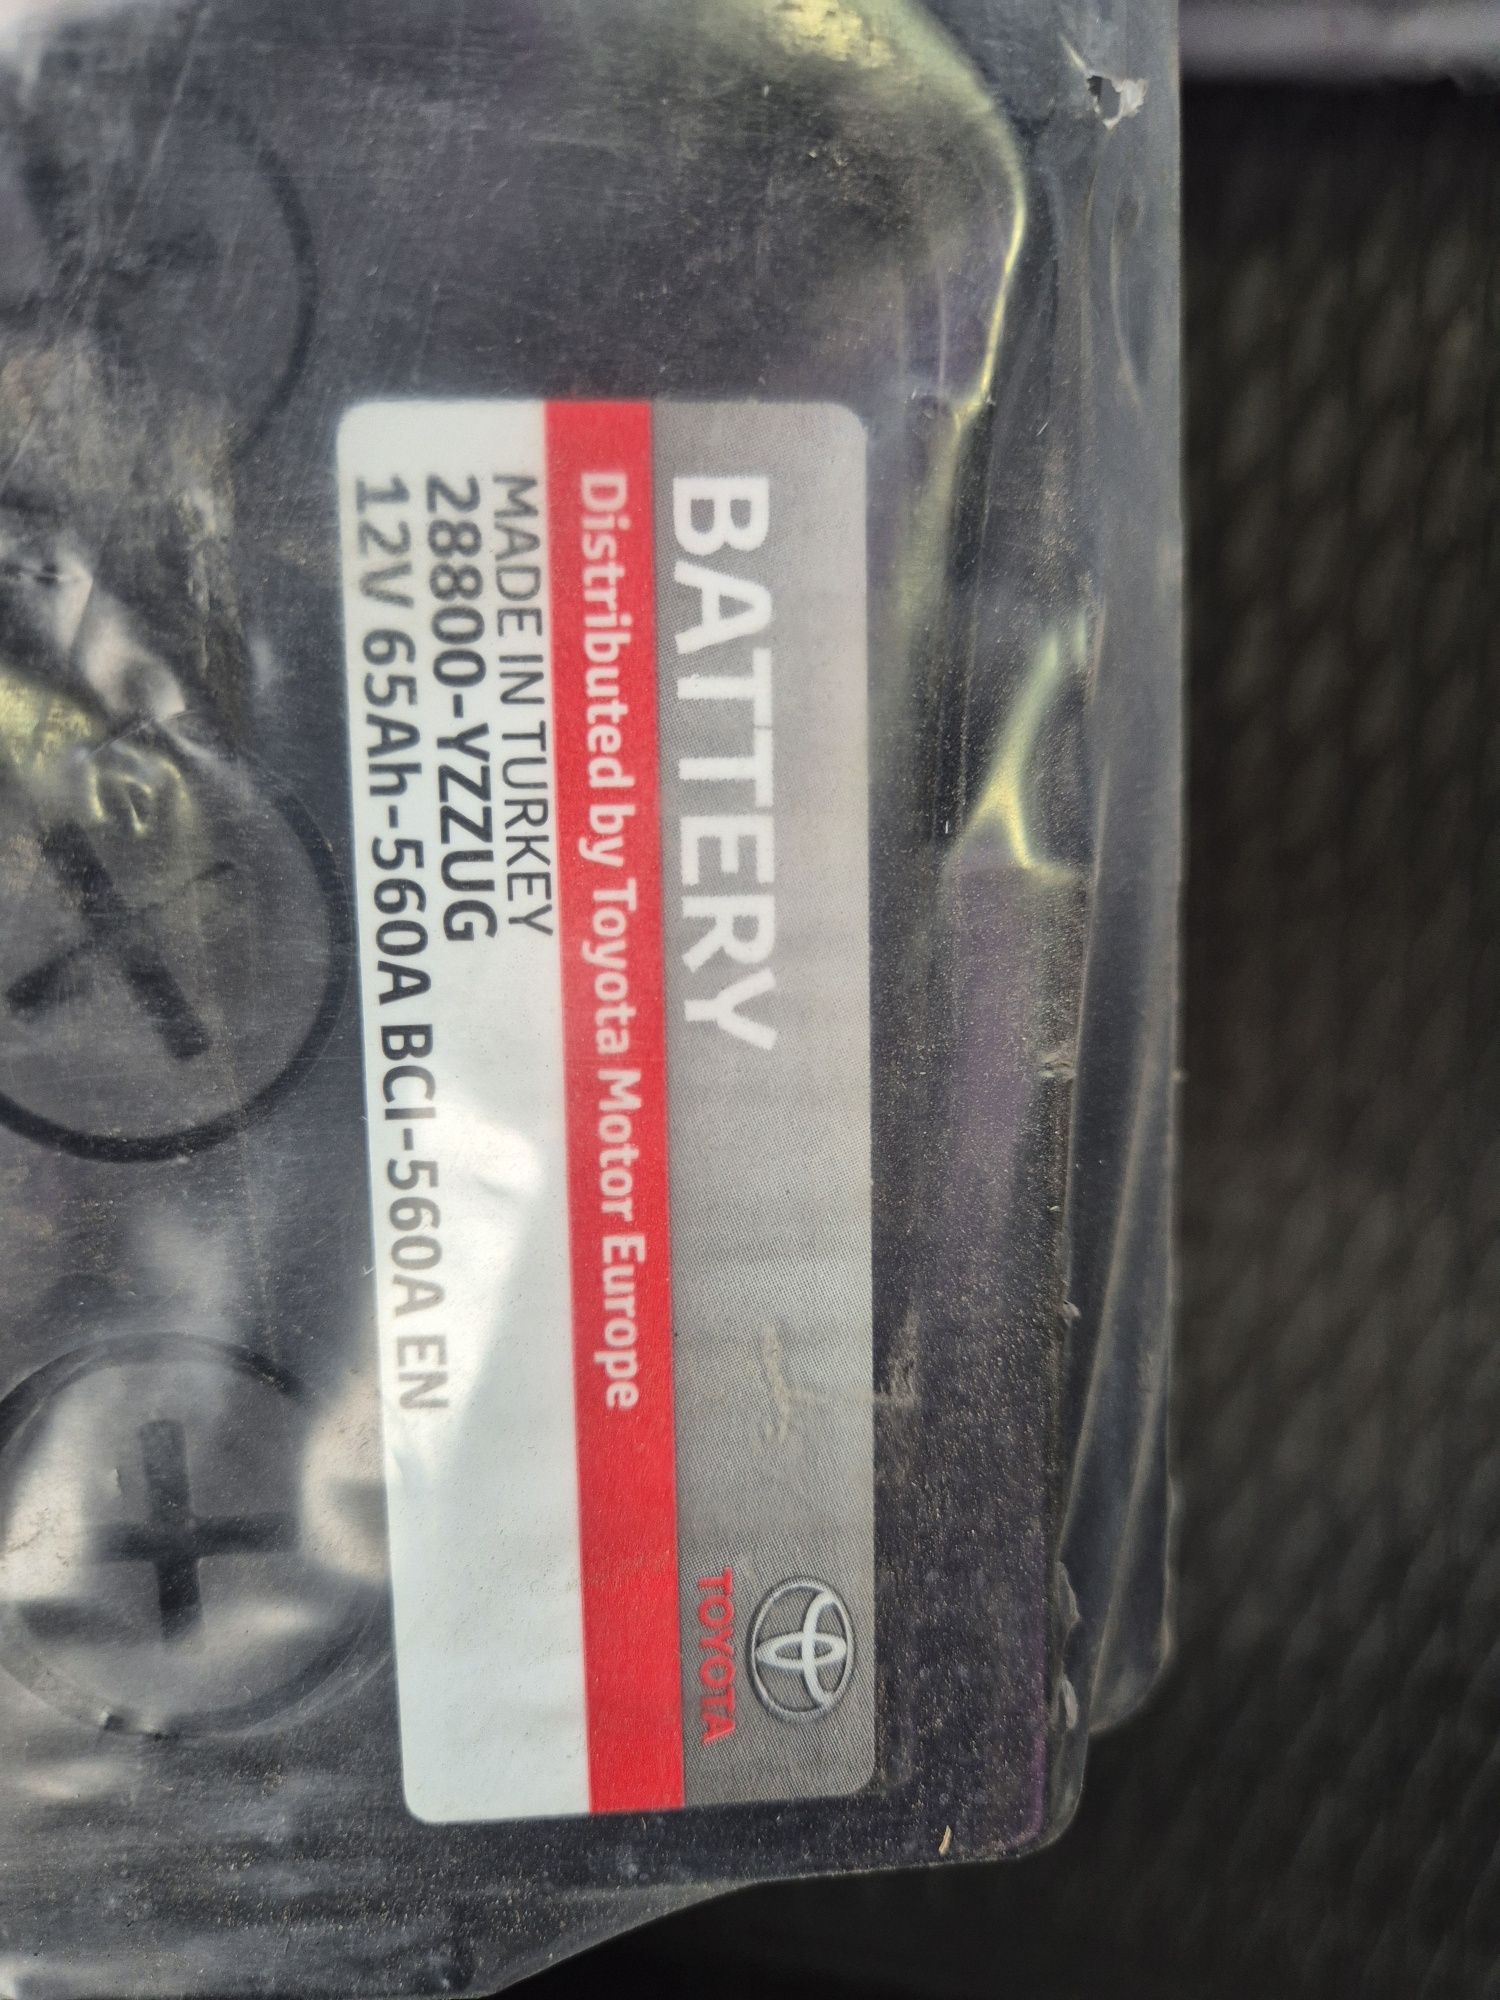 BATTERY
TOYOTA
Distributed by Toyota Motor Europe
MADE IN TURKEY
28800-YZZUG
12V 65Ah-560A BCI-560A EN